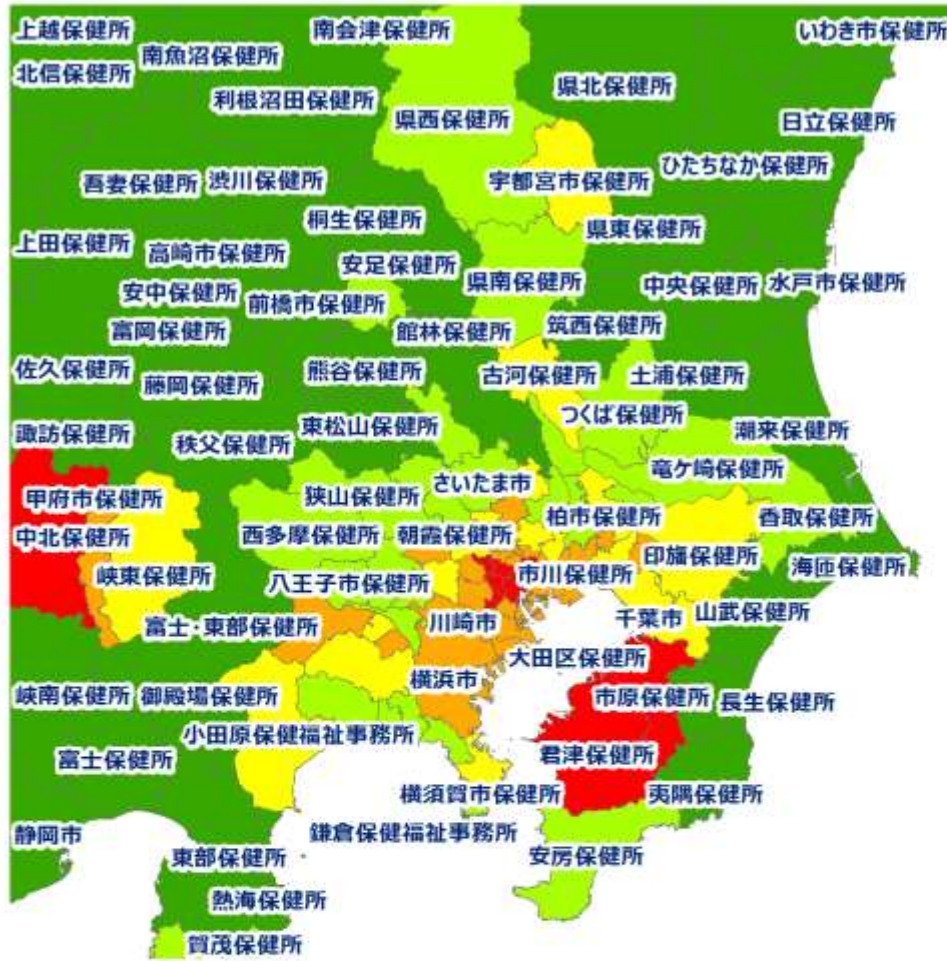 上越保健所
南会津保健所
いわき市保健所
南魚沼保健所
北信保健所
県北保健所
利根沼田保健所
県西保健所
日立保健所
ひたちなか保健所
吾妻保健所
渋川保健所
宇都宮市保健所
桐生保健所
県東保健所
上田保健所
高崎市保健所
安足保健所
県南保健所
中央保健所
水戸市保健所
安中保健所
前橋市保健所
富岡保健所
館林保健所
筑西保健所
佐久保健所
藤岡保健所
熊谷保健所
古河保健所
土浦保健所
つくば保健所
諏訪保健所
秩父保健所
東松山保健所
潮来保健所
竜ケ崎保健所
甲府市保健所
狭山保健所
さいたま市
柏市保健所
香取保健所
中北保健所
西多摩保健所
朝霞保健所
印旛保健所
峡東保健所
八王子市保健所
市川保健所
海匝保健所
富士・東部保健所
川崎市
千葉市
山武保健所
大田区保健所
横浜市
峡南保健所
御殿場保健所
市原保健所
長生保健所
小田原保健福祉事務所
富士保健所
君津保健所
横須賀市保健所
夷隅保健所
静岡市
鎌倉保健福祉事務所
東部保健所
安房保健所
熱海保健所
賀茂保健所